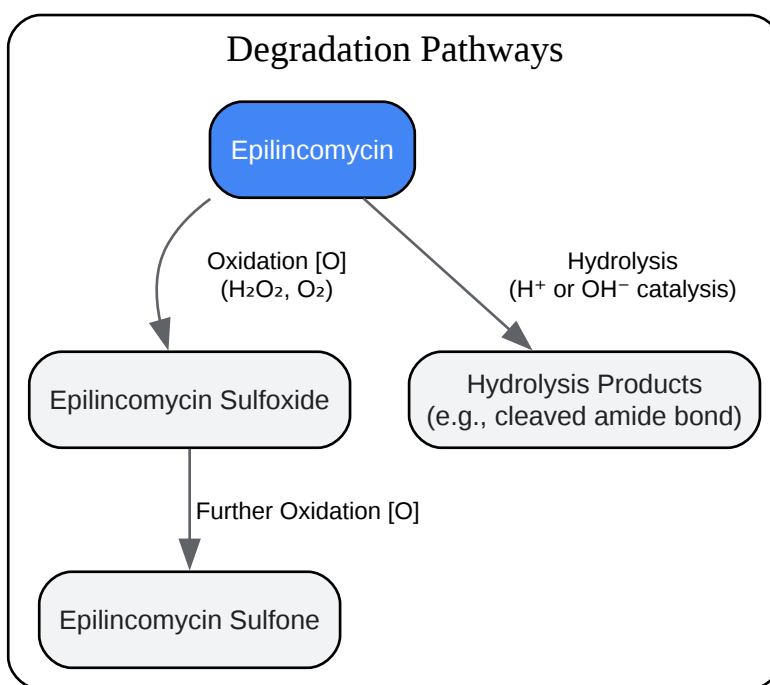 Degradation Pathways
Epilincomycin
Oxidation [O]
(H₂O₂, O₂)
Hydrolysis
(H⁺ or OH⁻ catalysis)
Epilincomycin Sulfoxide
Hydrolysis Products
(e.g., cleaved amide bond)
Further Oxidation [O]
Epilincomycin Sulfone